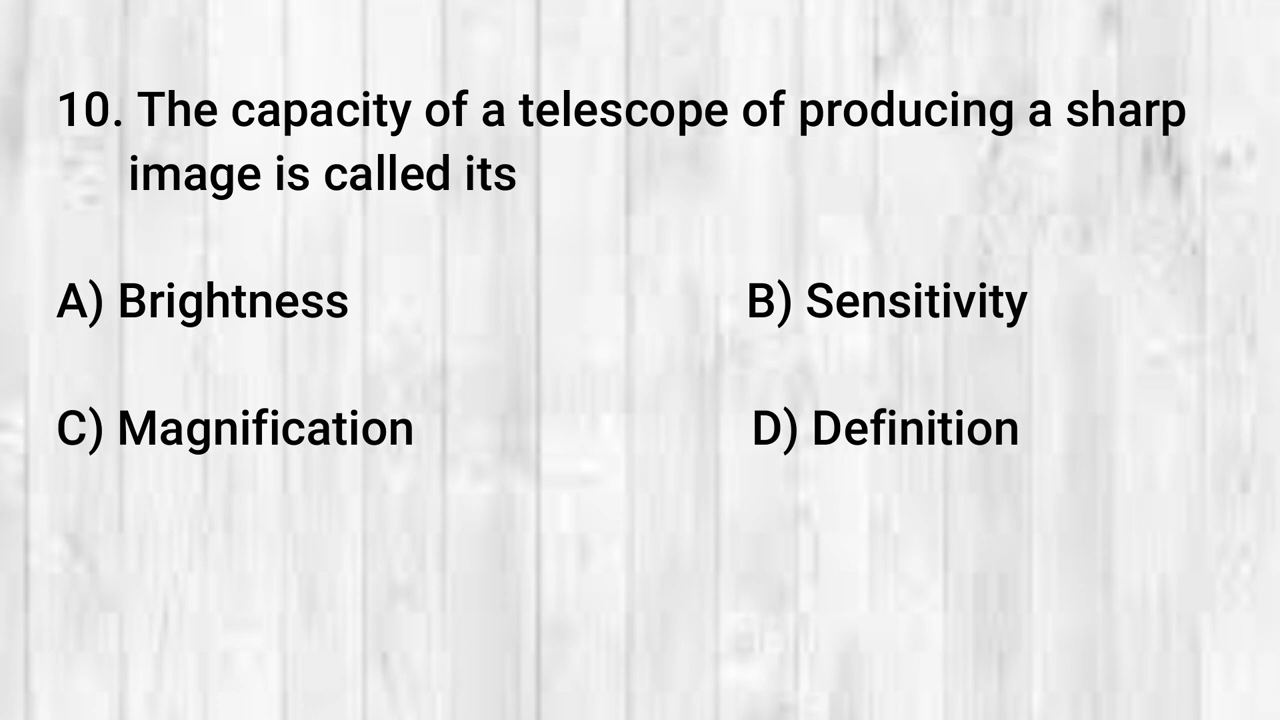 10. The capacity of a telescope of producing a sharp
image is called its
A) Brightness B) Sensitivity
C) Magnification D) Definition